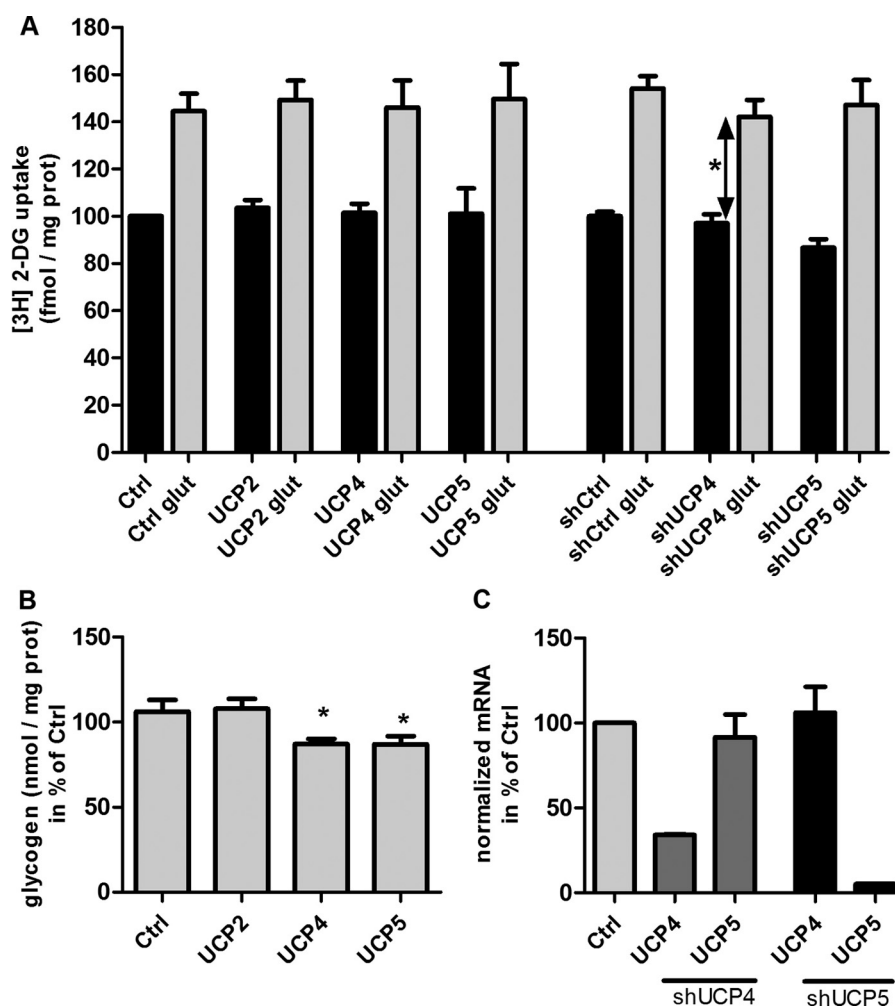 A
[3H] 2-DG uptake
(fmol / mg prot)
180
160
140
120
100
80
60
40
20
0
*
Ctrl
Ctrl glut
UCP2
UCP2 glut
UCP4
UCP4 glut
UCP5
UCP5 glut
shCtrl
shCtrl glut
shUCP4
shUCP4 glut
shUCP5
shUCP5 glut
B
glycogen (nmol / mg prot)
in % of Ctrl
150
100
50
0
*
*
Ctrl
UCP2
UCP4
UCP5
C
normalized mRNA
in % of Ctrl
150
100
50
0
Ctrl
UCP4
UCP5
UCP4
UCP5
shUCP4
shUCP5